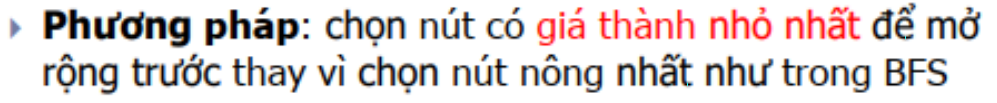 Phương pháp: chọn nút có giá thành nhỏ nhất để mở
rộng trước thay vì chọn nút nông nhất như trong BFS